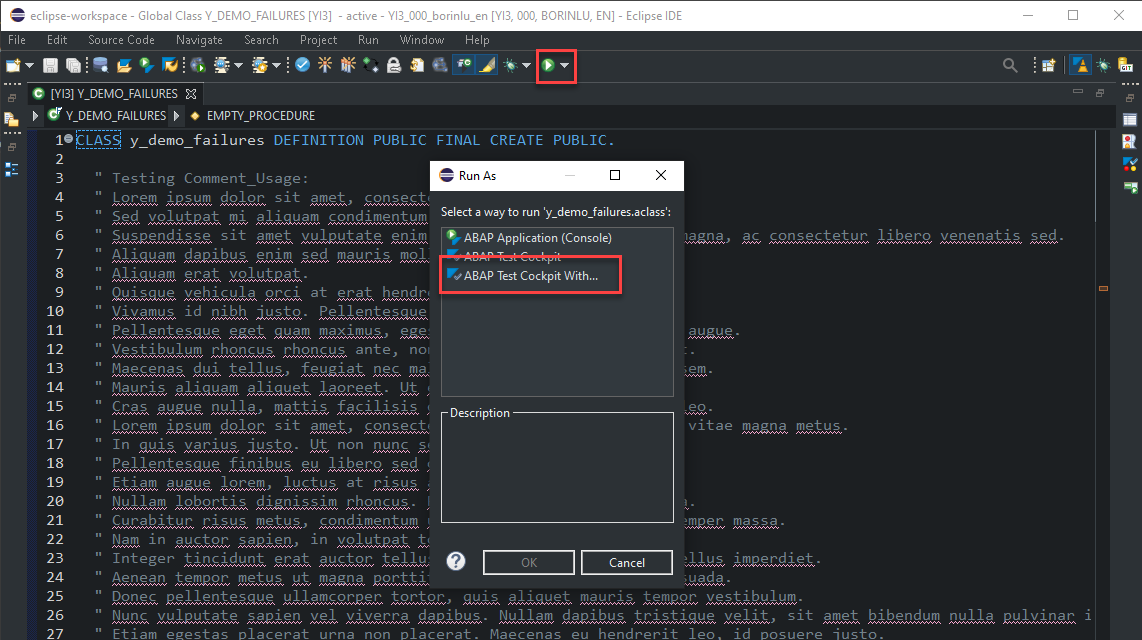 eclipse-workspace - Global Class Y_DEMO_FAILURES [YI3] - active - YI3_000_borinlu_en [YI3, 000, BORINLU, EN] - Eclipse IDE
File Edit Source Code Navigate Search Project Run Window Help
[YI3] Y_DEMO_FAILURES
Y_DEMO_FAILURES EMPTY_PROCEDURE
1 CLASS y_demo_failures DEFINITION PUBLIC FINAL CREATE PUBLIC.
2
3 " Testing Comment_Usage:
4 " Lorem ipsum dolor sit amet, consecte
5 " Sed volutpat mi aliquam condimentum
6 " Suspendisse sit amet vulputate enim magna, ac consectetur libero venenatis sed.
7 " Aliquam dapibus enim sed mauris mol
8 " Aliquam erat volutpat.
9 " Quisque vehicula orci at erat hendre
10 " Vivamus id nibh justo. Pellentesque
11 " Pellentesque eget quam maximus, eges augue.
12 " Vestibulum rhoncus rhoncus ante, non t.
13 " Maecenas dui tellus, feugiat nec ma sem.
14 " Mauris aliquam aliquet laoreet. Ut
15 " Cras augue nulla, mattis facilisis leo.
16 " Lorem ipsum dolor sit amet, consecte vitae magna metus.
17 " In quis varius justo. Ut non nunc se
18 " Pellentesque finibus eu libero sed
19 " Etiam augue lorem, luctus at risus
20 " Nullam lobortis dignissim rhoncus.
21 " Curabitur risus metus, condimentum emper massa.
22 " Nam in auctor sapien, in volutpat t
23 " Integer tincidunt erat auctor tellus ellus imperdiet.
24 " Aenean tempor metus ut magna porttit suada.
25 " Donec pellentesque ullamcorper tortor, quis aliquet mauris tempor vestibulum.
26 " Nunc vulputate sapien vel viverra dapibus. Nullam dapibus tristique velit, sit amet bibendum nulla pulvinar i
27 " Etiam egestas placerat urna non placerat. Maecenas eu hendrerit leo, id posuere justo.
Run As
Select a way to run 'y_demo_failures.aclass':
ABAP Application (Console)
ABAP Test Cockpit
ABAP Test Cockpit With...
Description
OK Cancel